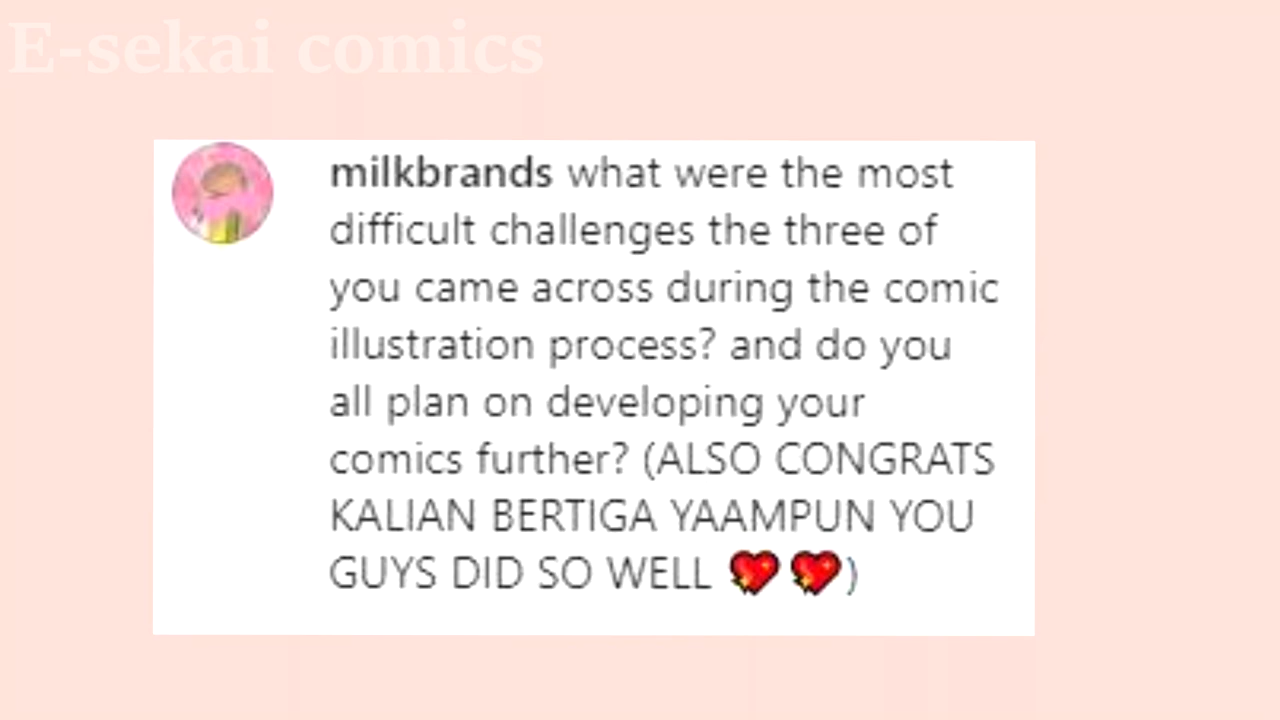 E-sekai comics
milkbrands what were the most
difficult challenges the three of
you came across during the comic
illustration process? and do you
all plan on developing your
comics further? (ALSO CONGRATS
KALIAN BERTIGA YAAMPUN YOU
GUYS DID SO WELL 💖💖)